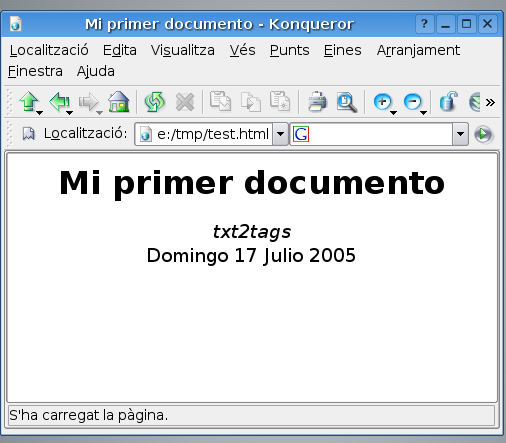 Mi primer documento - Konqueror
Localització Edita Visualitza Vés Punts Eines Arranjament
Finestra Ajuda
Localització: e:/tmp/test.html G
Mi primer documento
txt2tags
Domingo 17 Julio 2005
S'ha carregat la pàgina.